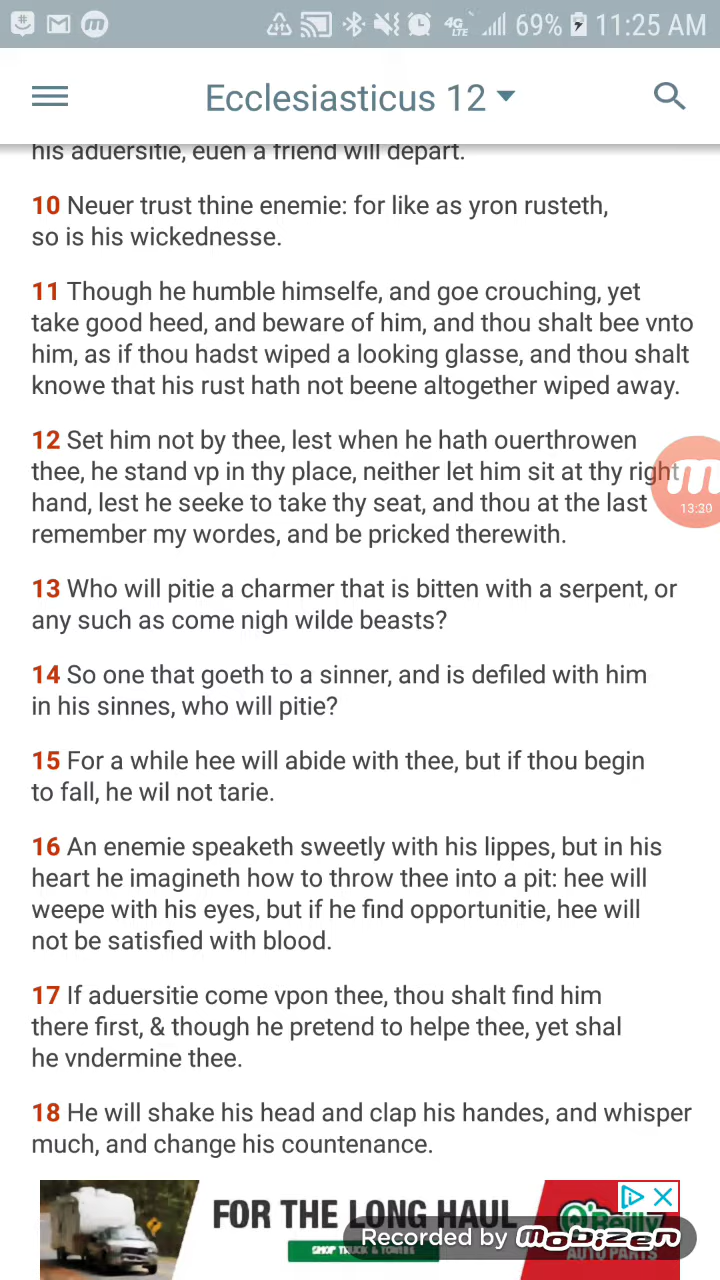 4G
LTE
69%
11:25 AM
Ecclesiasticus 12
his aduersitie, euen a friend will depart.
10 Neuer trust thine enemie: for like as yron rusteth,
so is his wickednesse.
11 Though he humble himselfe, and goe crouching, yet
take good heed, and beware of him, and thou shalt bee vnto
him, as if thou hadst wiped a looking glasse, and thou shalt
knowe that his rust hath not beene altogether wiped away.
12 Set him not by thee, lest when he hath ouerthrowen
thee, he stand vp in thy place, neither let him sit at thy right
hand, lest he seeke to take thy seat, and thou at the last
remember my wordes, and be pricked therewith.
m
13:20
13 Who will pitie a charmer that is bitten with a serpent, or
any such as come nigh wilde beasts?
14 So one that goeth to a sinner, and is defiled with him
in his sinnes, who will pitie?
15 For a while hee will abide with thee, but if thou begin
to fall, he wil not tarie.
16 An enemie speaketh sweetly with his lippes, but in his
heart he imagineth how to throw thee into a pit: hee will
weepe with his eyes, but if he find opportunitie, hee will
not be satisfied with blood.
17 If aduersitie come vpon thee, thou shalt find him
there first, & though he pretend to helpe thee, yet shal
he vndermine thee.
18 He will shake his head and clap his handes, and whisper
much, and change his countenance.
FOR THE LONG HAUL
SHOP TRUCK & TOWING
O'Reilly
AUTO PARTS
Recorded by mobizen